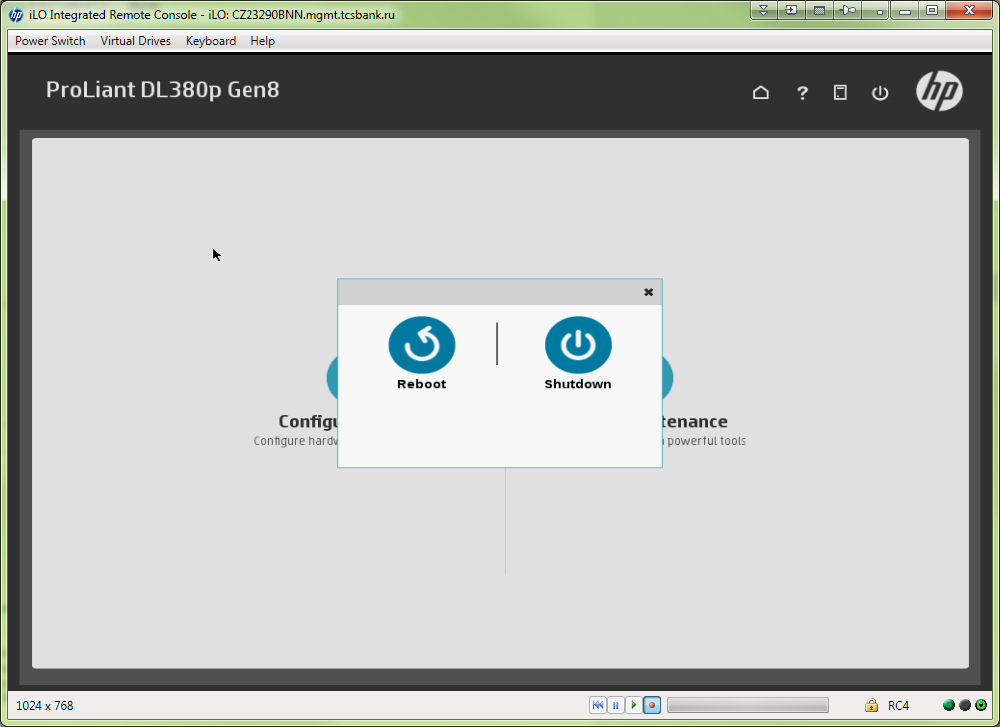 iLO Integrated Remote Console - iLO: CZ23290BNN.mgmt.tcsbank.ru
Power Switch Virtual Drives Keyboard Help
ProLiant DL380p Gen8
?
hp
Reboot Shutdown
Configu tenance
Configure hardw powerful tools
1024 x 768 RC4